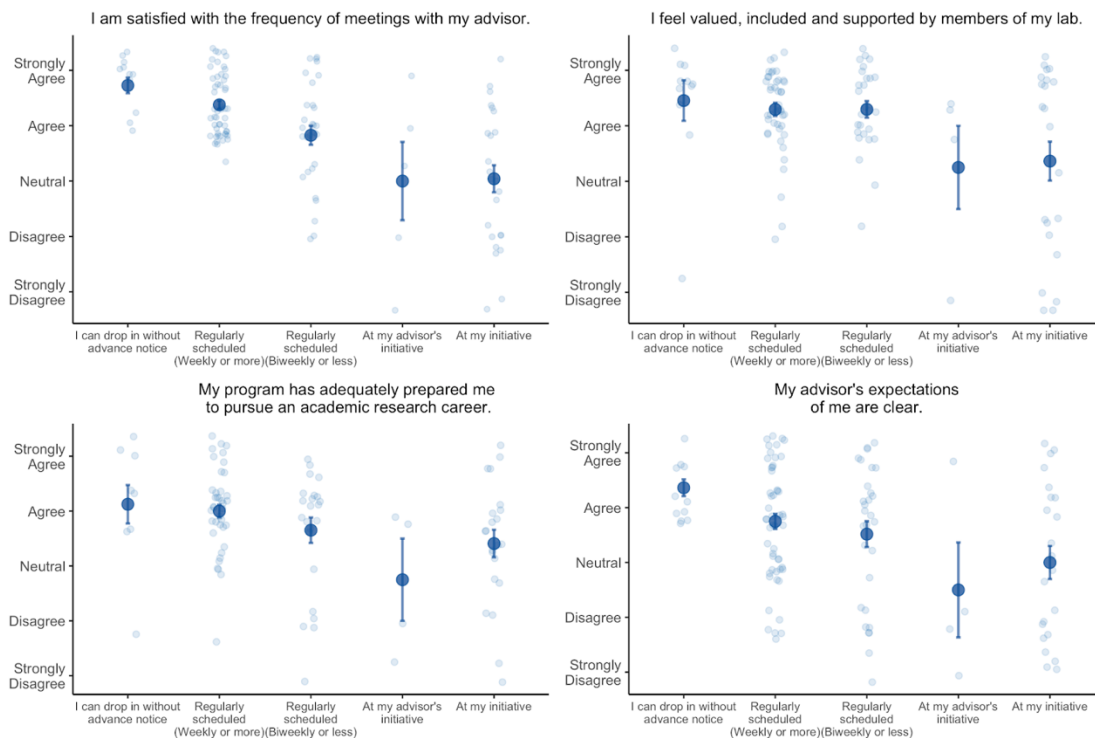 I am satisfied with the frequency of meetings with my advisor.
Strongly
Agree
Agree
Neutral
Disagree
Strongly
Disagree
I can drop in without
advance notice
Regularly
scheduled
(Weekly or more)
Regularly
scheduled
(Biweekly or less)
At my advisor's
initiative
At my initiative
I feel valued, included and supported by members of my lab.
Strongly
Agree
Agree
Neutral
Disagree
Strongly
Disagree
I can drop in without
advance notice
Regularly
scheduled
(Weekly or more)
Regularly
scheduled
(Biweekly or less)
At my advisor's
initiative
At my initiative
My program has adequately prepared me
to pursue an academic research career.
Strongly
Agree
Agree
Neutral
Disagree
Strongly
Disagree
I can drop in without
advance notice
Regularly
scheduled
(Weekly or more)
Regularly
scheduled
(Biweekly or less)
At my advisor's
initiative
At my initiative
My advisor's expectations
of me are clear.
Strongly
Agree
Agree
Neutral
Disagree
Strongly
Disagree
I can drop in without
advance notice
Regularly
scheduled
(Weekly or more)
Regularly
scheduled
(Biweekly or less)
At my advisor's
initiative
At my initiative